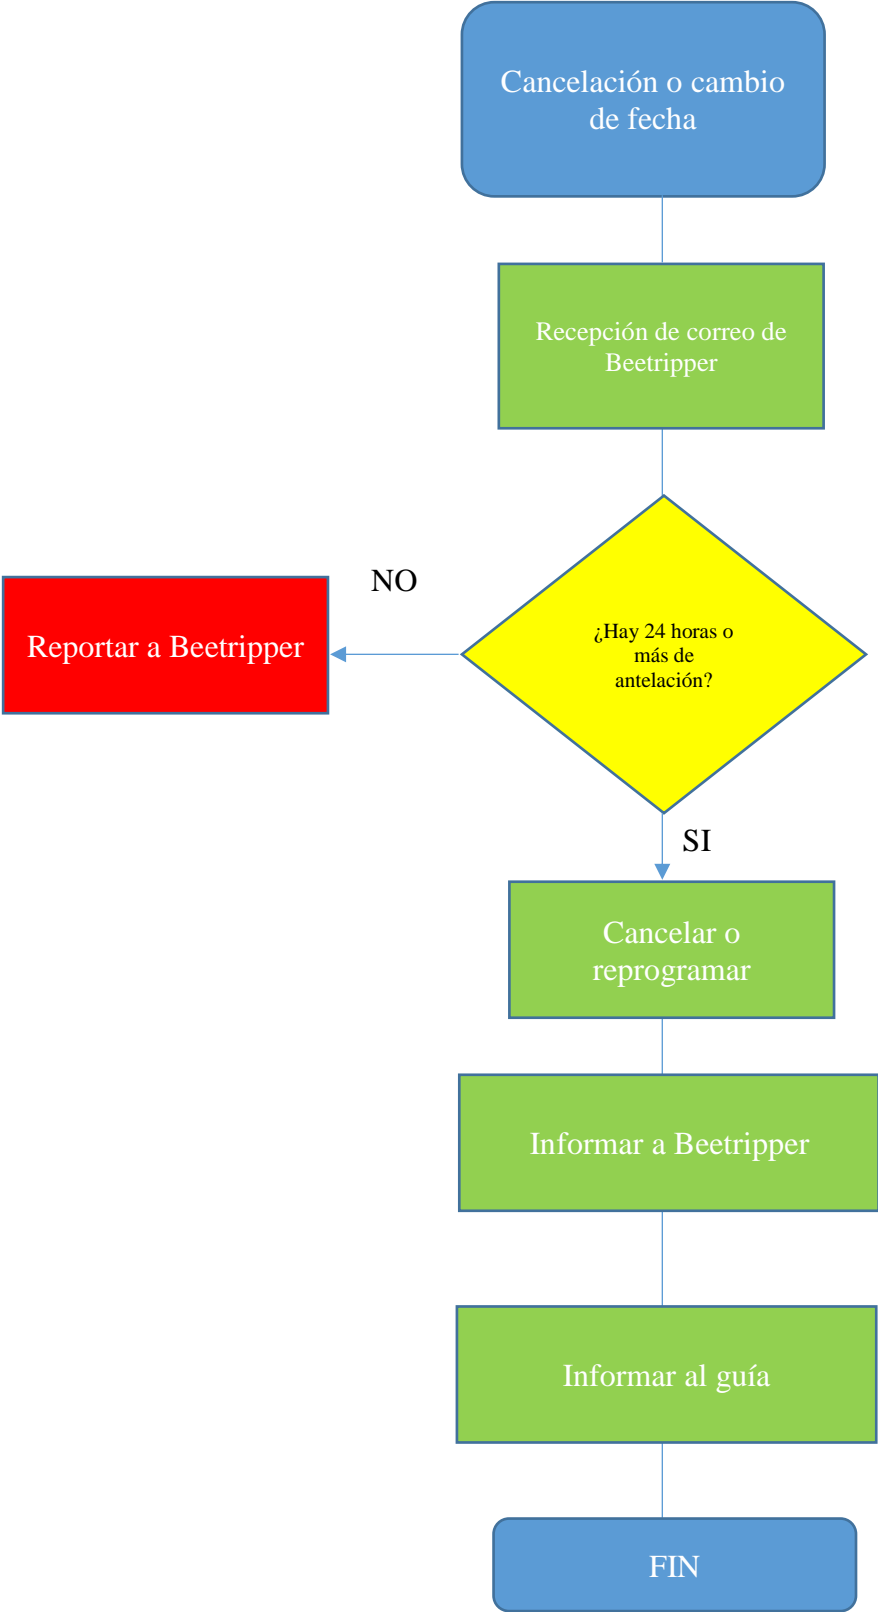 Cancelación o cambio
de fecha
Recepción de correo de
Beetripper
NO
Reportar a Beetripper
¿Hay 24 horas o
más de
antelación?
SI
Cancelar o
reprogramar
Informar a Beetripper
Informar al guía
FIN